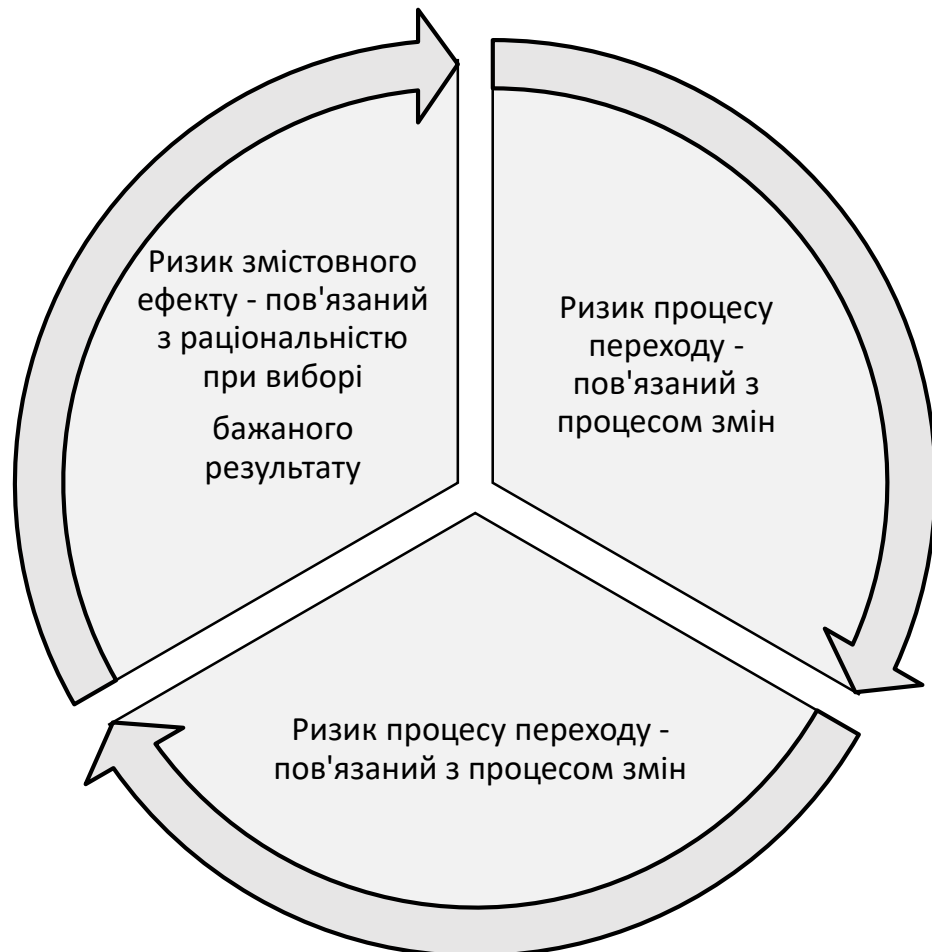 Ризик змістовного
ефекту - пов'язаний
з раціональністю
при виборі
бажаного
результату
Ризик процесу
переходу -
пов'язаний з
процесом змін
Ризик процесу переходу -
пов'язаний з процесом змін